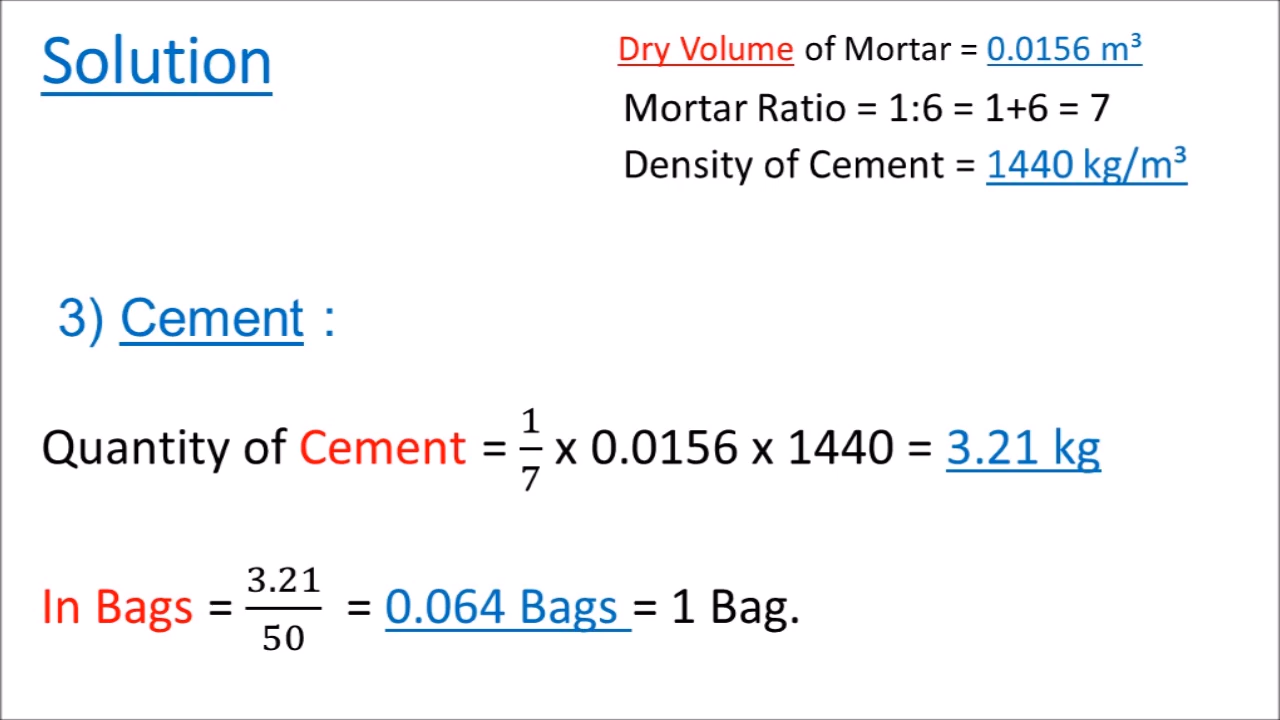 Solution
Dry Volume of Mortar = 0.0156 m³
Mortar Ratio = 1:6 = 1+6 = 7
Density of Cement = 1440 kg/m³
3) Cement :
Quantity of Cement = 1/7 x 0.0156 x 1440 = 3.21 kg
In Bags = 3.21/50 = 0.064 Bags = 1 Bag.